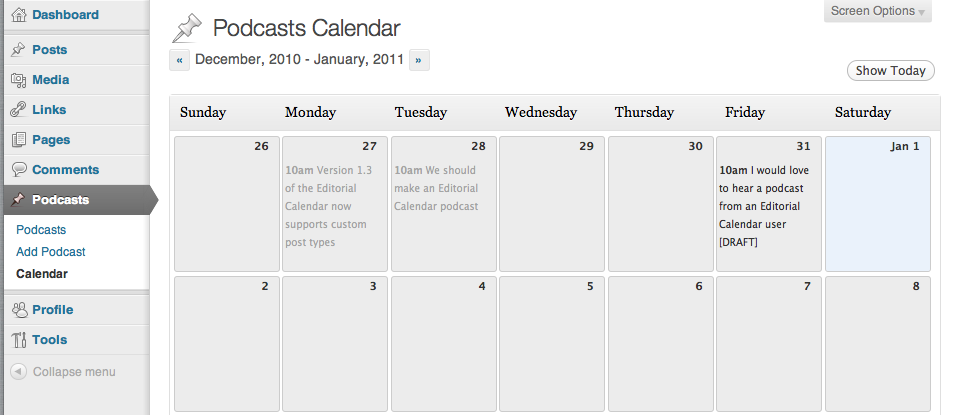 Dashboard
Posts
Media
Links
Pages
Comments
Podcasts
Podcasts
Add Podcast
Calendar
Profile
Tools
Collapse menu
Screen Options
Podcasts Calendar
« December, 2010 - January, 2011 »
Show Today
Sunday Monday Tuesday Wednesday Thursday Friday Saturday
26
27
10am Version 1.3
of the Editorial
Calendar now
supports custom
post types
28
10am We should
make an Editorial
Calendar podcast
29
30
31
10am I would love
to hear a podcast
from an Editorial
Calendar user
[DRAFT]
Jan 1
2 3 4 5 6 7 8